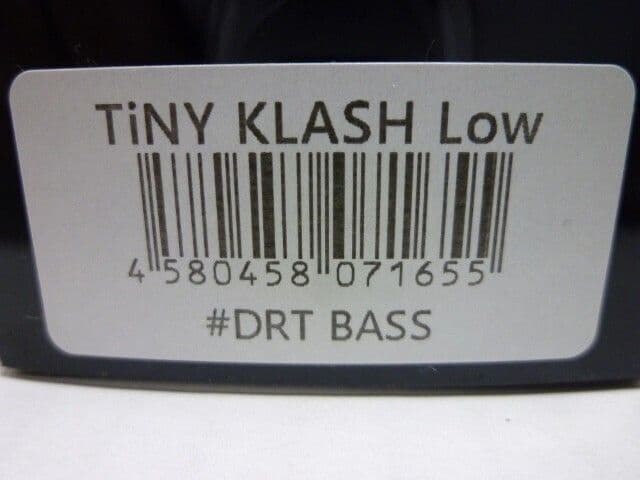 TiNY KLASH Low
4 580458 071655
#DRT BASS